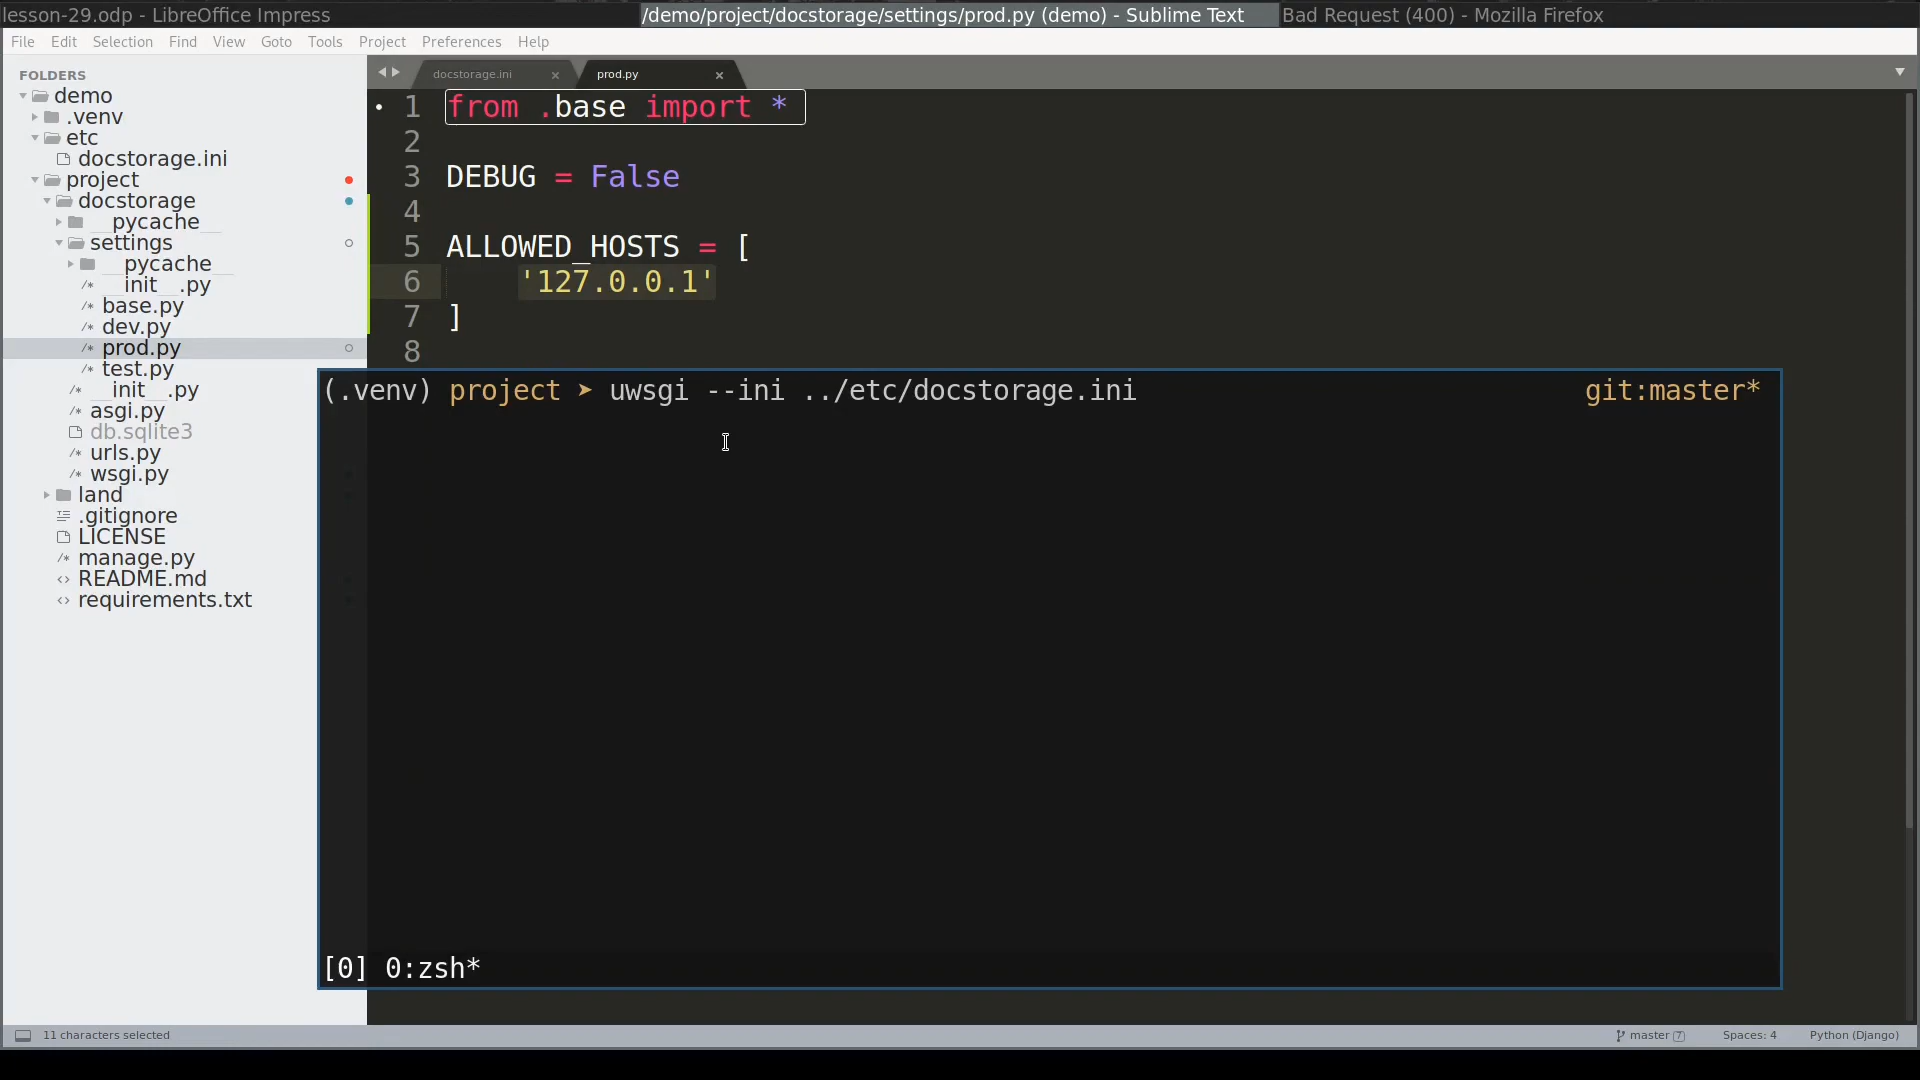 lesson-29.odp - LibreOffice Impress
/demo/project/docstorage/settings/prod.py (demo) - Sublime Text
Bad Request (400) - Mozilla Firefox
File Edit Selection Find View Goto Tools Project Preferences Help
FOLDERS
demo
.venv
etc
docstorage.ini
project
docstorage
__pycache__
settings
__pycache__
__init__.py
base.py
dev.py
prod.py
test.py
__init__.py
asgi.py
db.sqlite3
urls.py
wsgi.py
land
.gitignore
LICENSE
manage.py
README.md
requirements.txt
docstorage.ini
prod.py
1 from .base import *
2
3 DEBUG = False
4
5 ALLOWED_HOSTS = [
6 '127.0.0.1'
7 ]
8
(.venv) project ➤ uwsgi --ini ../etc/docstorage.ini git:master*
[0] 0:zsh*
11 characters selected
master 7
Spaces: 4
Python (Django)